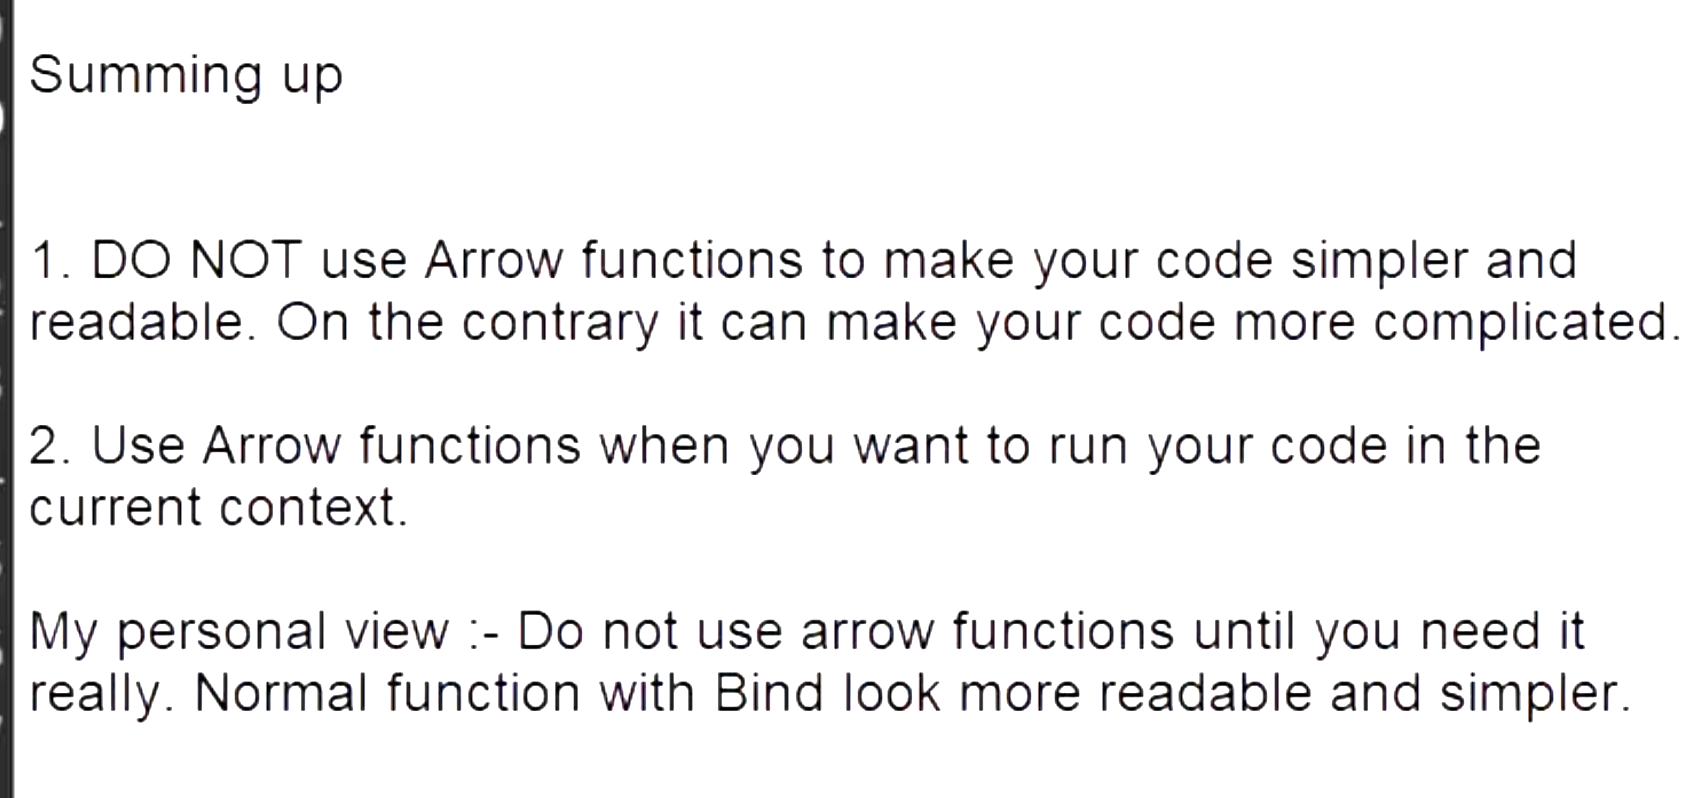 Summing up
1. DO NOT use Arrow functions to make your code simpler and
readable. On the contrary it can make your code more complicated.
2. Use Arrow functions when you want to run your code in the
current context.
My personal view :- Do not use arrow functions until you need it
really. Normal function with Bind look more readable and simpler.